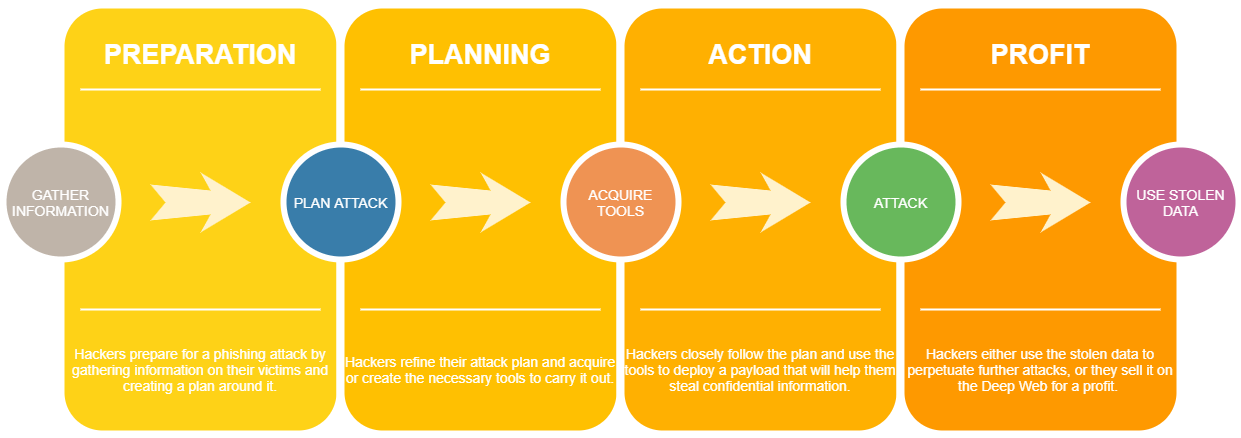 PREPARATION
PLANNING
ACTION
PROFIT
GATHER
INFORMATION
PLAN ATTACK
ACQUIRE
TOOLS
ATTACK
USE STOLEN
DATA
Hackers prepare for a phishing attack by
gathering information on their victims and
creating a plan around it.
Hackers refine their attack plan and acquire
or create the necessary tools to carry it out.
Hackers closely follow the plan and use the
tools to deploy a payload that will help them
steal confidential information.
Hackers either use the stolen data to
perpetuate further attacks, or they sell it on
the Deep Web for a profit.